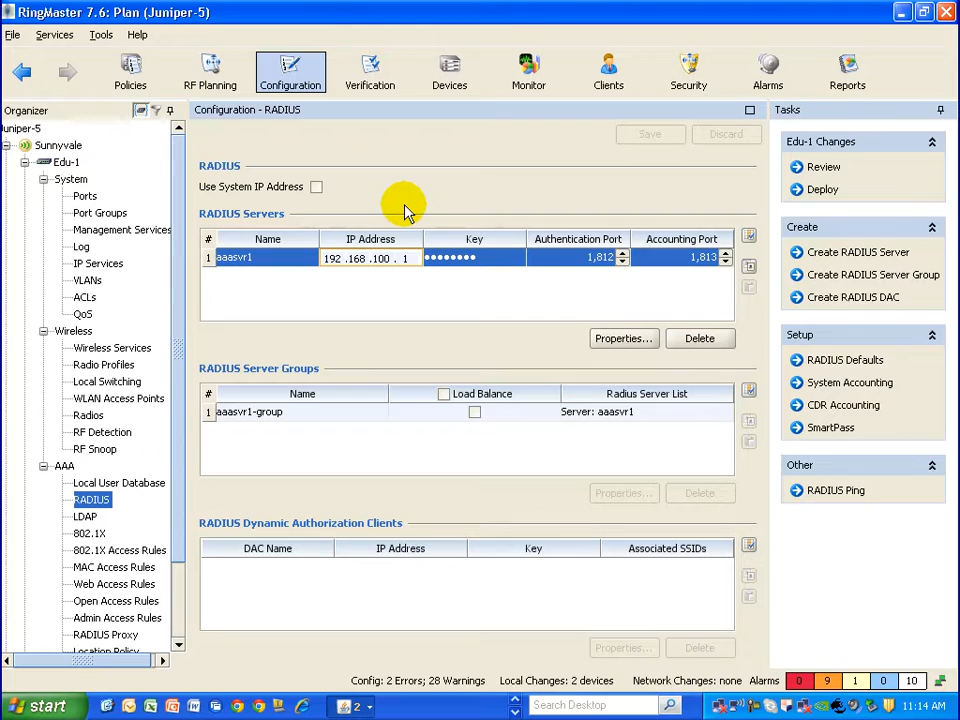 RingMaster 7.6: Plan (Juniper-5)
File Services Tools Help
Policies RF Planning Configuration Verification Devices Monitor Clients Security Alarms Reports
Organizer
Juniper-5
Sunnyvale
Edu-1
System
Ports
Port Groups
Management Services
Log
IP Services
VLANs
ACLs
QoS
Wireless
Wireless Services
Radio Profiles
Local Switching
WLAN Access Points
Radios
RF Detection
RF Snoop
AAA
Local User Database
RADIUS
LDAP
802.1X
802.1X Access Rules
MAC Access Rules
Web Access Rules
Open Access Rules
Admin Access Rules
RADIUS Proxy
Location Policy
Configuration - RADIUS
Save Discard
RADIUS
Use System IP Address
RADIUS Servers
# Name IP Address Key Authentication Port Accounting Port
1 aaasvr1 192 .168 .100 . 1 •••••••• 1,812 1,813
Properties... Delete
RADIUS Server Groups
# Name Load Balance Radius Server List
1 aaasvr1-group Server: aaasvr1
Properties... Delete
RADIUS Dynamic Authorization Clients
DAC Name IP Address Key Associated SSIDs
Properties... Delete
Tasks
Edu-1 Changes
Review
Deploy
Create
Create RADIUS Server
Create RADIUS Server Group
Create RADIUS DAC
Setup
RADIUS Defaults
System Accounting
CDR Accounting
SmartPass
Other
RADIUS Ping
Config: 2 Errors; 28 Warnings Local Changes: 2 devices Network Changes: none Alarms 0 9 1 0 10
start 2 Search Desktop 11:14 AM